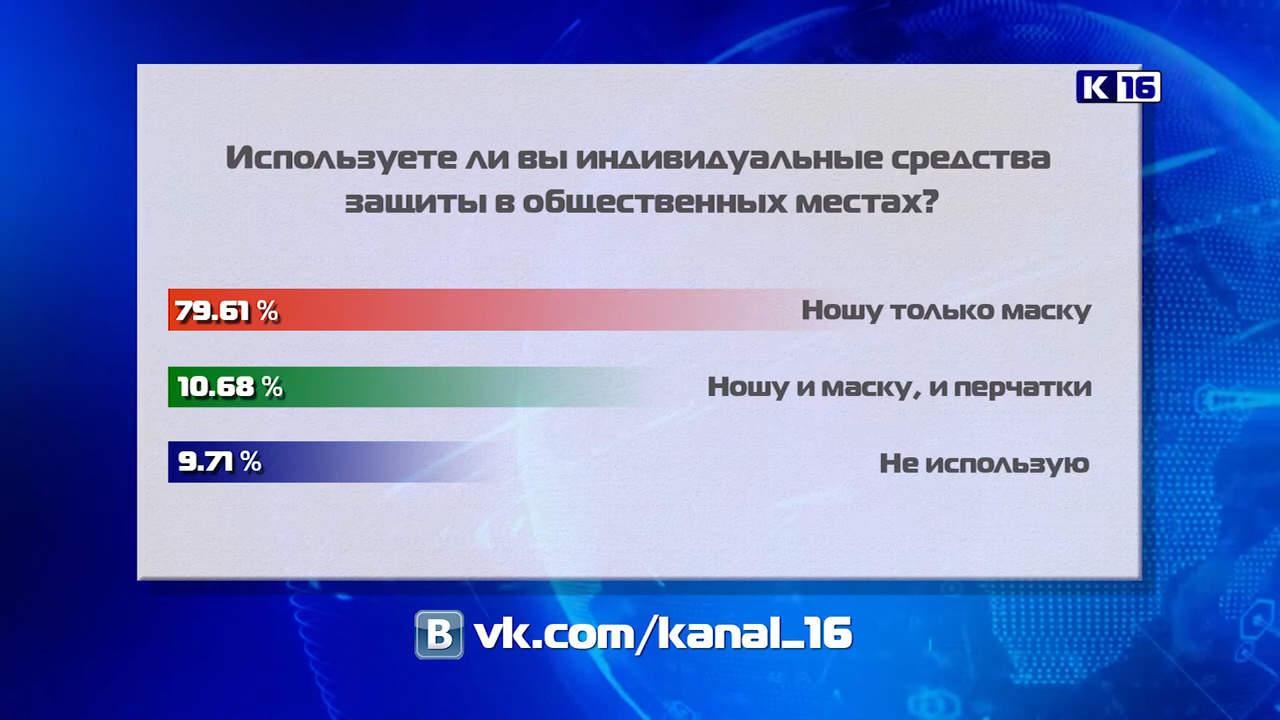 К 16
Используете ли вы индивидуальные средства
защиты в общественных местах?
79.61 % Ношу только маску
10.68 % Ношу и маску, и перчатки
9.71 % Не использую
В vk.com/kanal_16